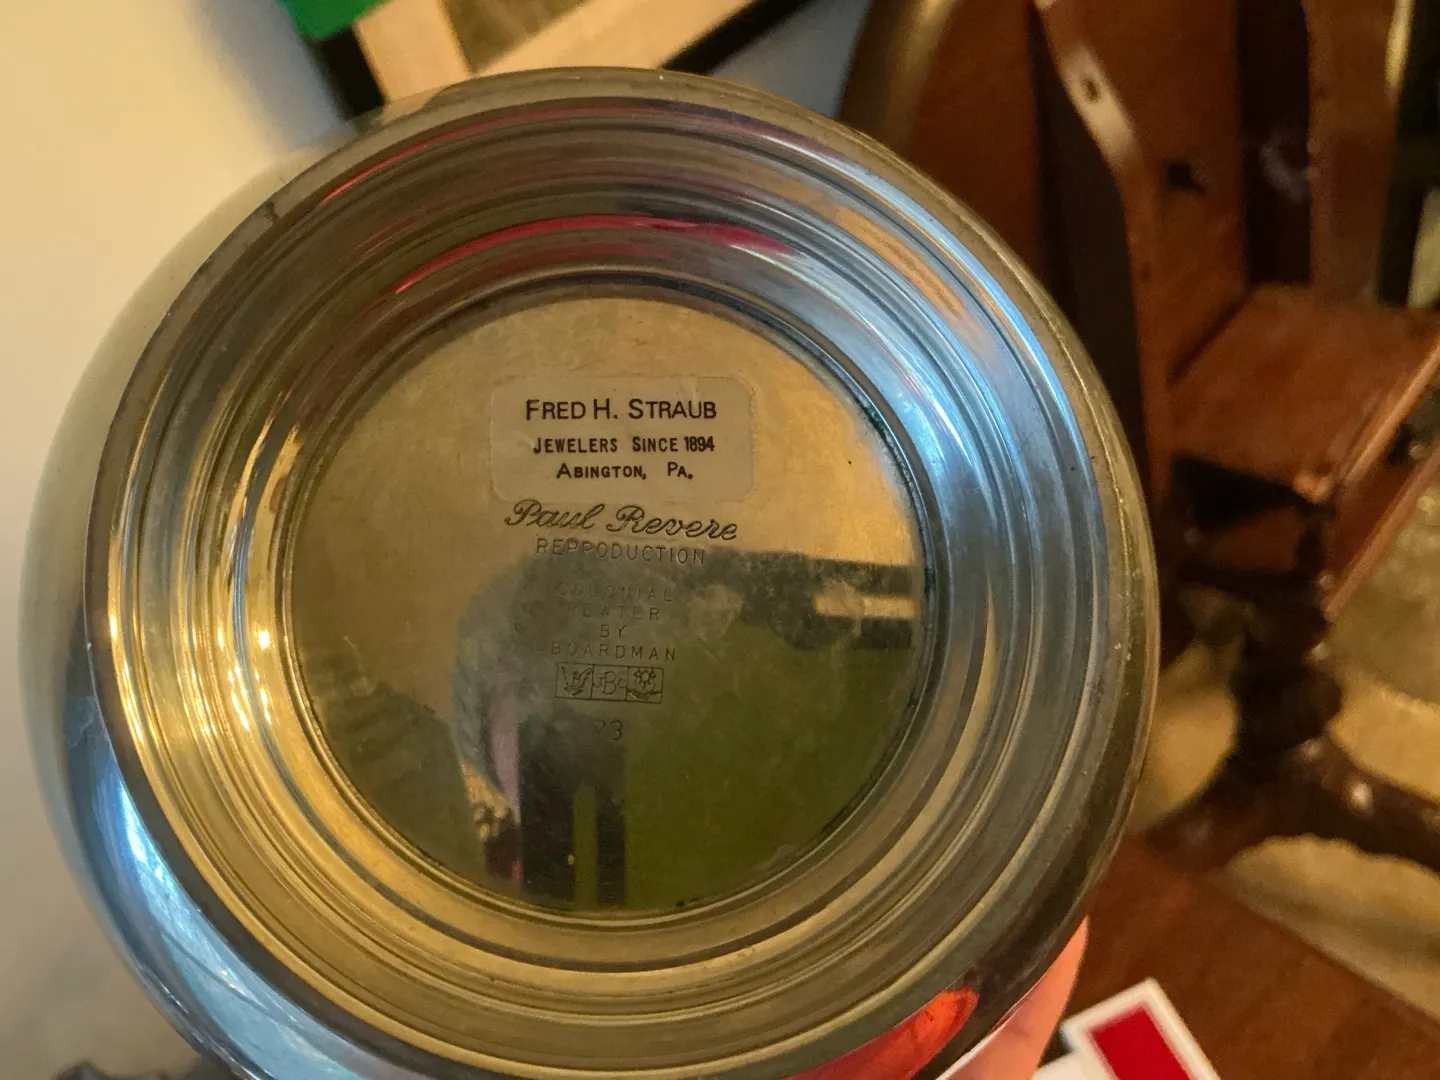 FRED H. STRAUB
JEWELERS SINCE 1894
ABINGTON, PA.
Paul Revere
REPRODUCTION
COLONIAL
PEWTER
BY
BOARDMAN
73